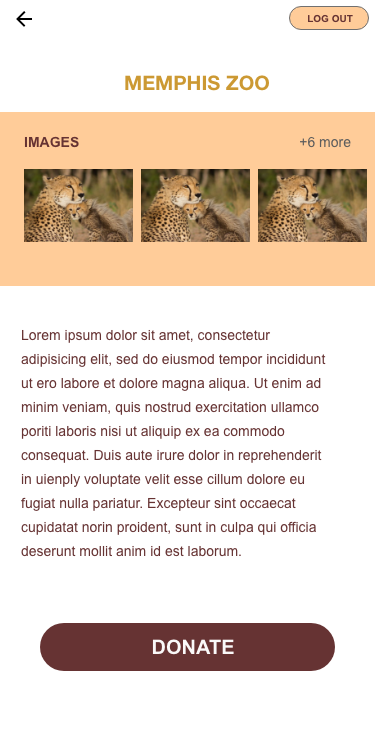 LOG OUT
MEMPHIS ZOO
IMAGES
+6 more
Lorem ipsum dolor sit amet, consectetur
adipisicing elit, sed do eiusmod tempor incididunt
ut ero labore et dolore magna aliqua. Ut enim ad
minim veniam, quis nostrud exercitation ullamco
poriti laboris nisi ut aliquip ex ea commodo
consequat. Duis aute irure dolor in reprehenderit
in uienply voluptate velit esse cillum dolore eu
fugiat nulla pariatur. Excepteur sint occaecat
cupidatat norin proident, sunt in culpa qui officia
deserunt mollit anim id est laborum.
DONATE